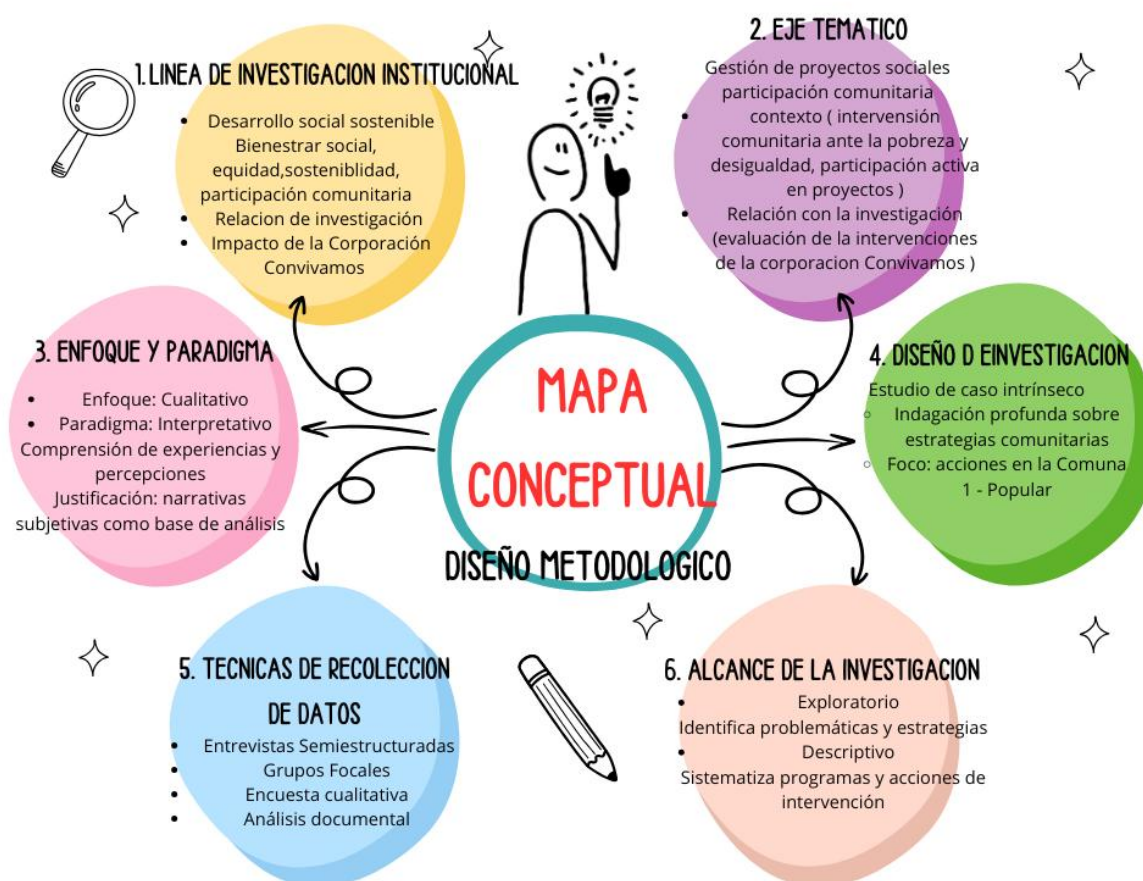 1. LINEA DE INVESTIGACION INSTITUCIONAL
• Desarrollo social sostenible
Bienestrar social,
equidad,sosteniblidad,
participación comunitaria
• Relacion de investigación
• Impacto de la Corporación
Convivamos
2. EJE TEMATICO
Gestión de proyectos sociales
participación comunitaria
• contexto ( intervensión
comunitaria ante la pobreza y
desigualdad, participación activa
en proyectos )
• Relación con la investigación
(evaluación de la intervenciones
de la corporacion Convivamos )
3. ENFOQUE Y PARADIGMA
• Enfoque: Cualitativo
• Paradigma: Interpretativo
Comprensión de experiencias y
percepciones
Justificación: narrativas
subjetivas como base de análisis
MAPA
CONCEPTUAL
DISEÑO METODOLOGICO
4. DISEÑO D EINVESTIGACION
Estudio de caso intrínseco
◦ Indagación profunda sobre
estrategias comunitarias
◦ Foco: acciones en la Comuna
1 - Popular
5. TECNICAS DE RECOLECCION
DE DATOS
• Entrevistas Semiestructuradas
• Grupos Focales
• Encuesta cualitativa
• Análisis documental
6. ALCANCE DE LA INVESTIGACION
• Exploratorio
Identifica problemáticas y estrategias
• Descriptivo
Sistematiza programas y acciones de
intervención